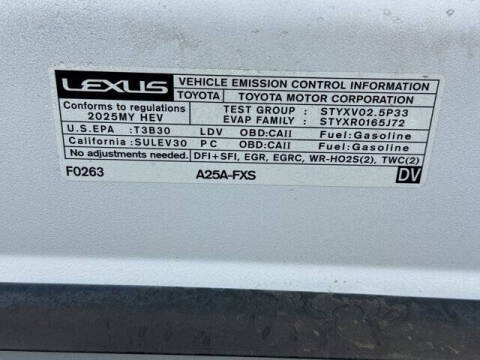 LEXUS VEHICLE EMISSION CONTROL INFORMATION
TOYOTA TOYOTA MOTOR CORPORATION
Conforms to regulations
2025MY HEV
TEST GROUP : STYXV02.5P33
EVAP FAMILY : STYXR0165J72
U.S.EPA :T3B30 LDV OBD:CAII Fuel:Gasoline
California :SULEV30 PC OBD:CAII Fuel:Gasoline
No adjustments needed. DFI+SFI, EGR, EGRC, WR-HO2S(2), TWC(2)
F0263 A25A-FXS DV